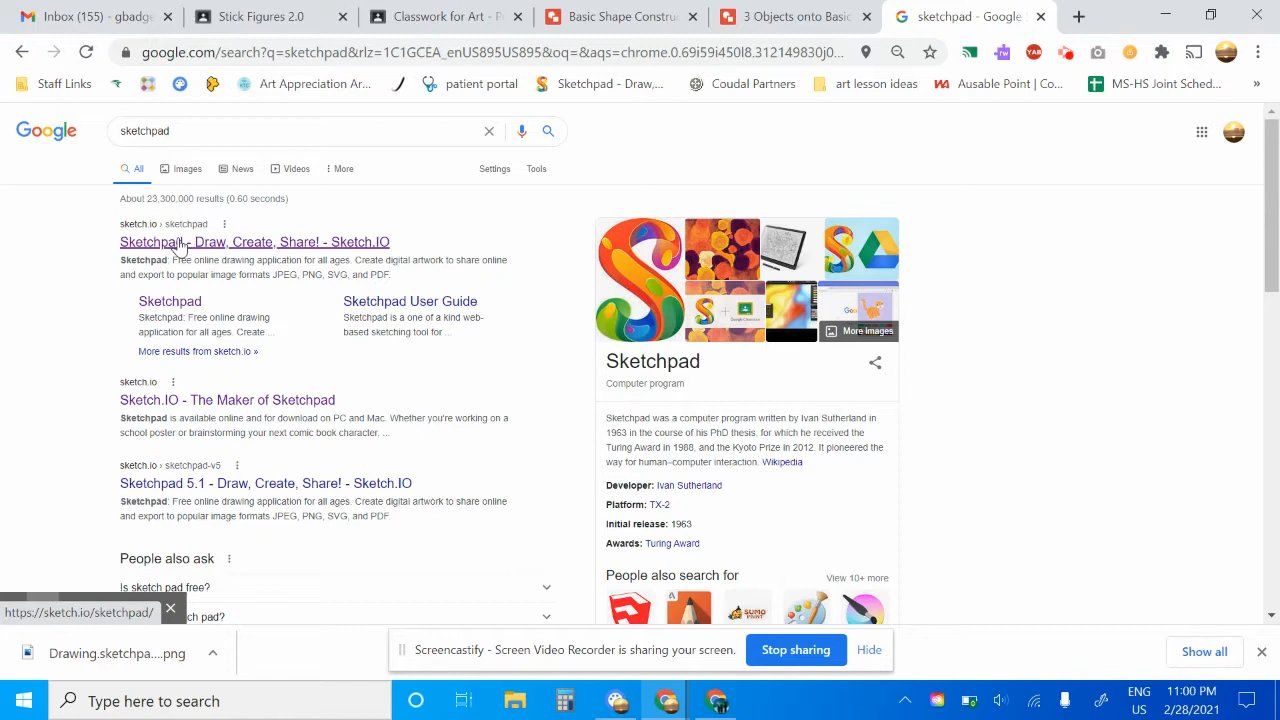 Inbox (155) - gbadg
Stick Figures 2.0
Classwork for Art - P
Basic Shape Constru
3 Objects onto Basic
sketchpad - Google S
google.com/search?q=sketchpad&rlz=1C1GCEA_enUS895US895&oq=&aqs=chrome.0.69i59i450l8.312149830j0...
Staff Links
Art Appreciation Ar...
patient portal
Sketchpad - Draw,...
Coudal Partners
art lesson ideas
Ausable Point | Co...
MS-HS Joint Sched...
»
Google
sketchpad
All
Images
News
Videos
More
Settings
Tools
About 23,300,000 results (0.60 seconds)
sketch.io › sketchpad
Sketchpad - Draw, Create, Share! - Sketch.IO
Sketchpad: Free online drawing application for all ages. Create digital artwork to share online
and export to popular image formats JPEG, PNG, SVG, and PDF.
Sketchpad
Sketchpad: Free online drawing
application for all ages. Create ...
Sketchpad User Guide
Sketchpad is a one of a kind web-
based sketching tool for ...
More results from sketch.io »
sketch.io
Sketch.IO - The Maker of Sketchpad
Sketchpad is available online and for download on PC and Mac. Whether you're working on a
school poster or brainstorming your next comic book character, ...
sketch.io › sketchpad-v5
Sketchpad 5.1 - Draw, Create, Share! - Sketch.IO
Sketchpad: Free online drawing application for all ages. Create digital artwork to share online
and export to popular image formats JPEG, PNG, SVG, and PDF.
People also ask
Is sketch pad free?
ch pad?
More images
Sketchpad
Computer program
Sketchpad was a computer program written by Ivan Sutherland in
1963 in the course of his PhD thesis, for which he received the
Turing Award in 1988, and the Kyoto Prize in 2012. It pioneered the
way for human–computer interaction. Wikipedia
Developer: Ivan Sutherland
Platform: TX-2
Initial release: 1963
Awards: Turing Award
People also search for
View 10+ more
SUMO
PAINT
https://sketch.io/sketchpad/
Drawing.sketchpa....png
Screencastify - Screen Video Recorder is sharing your screen.
Stop sharing
Hide
Show all
Type here to search
ENG
US
11:00 PM
2/28/2021